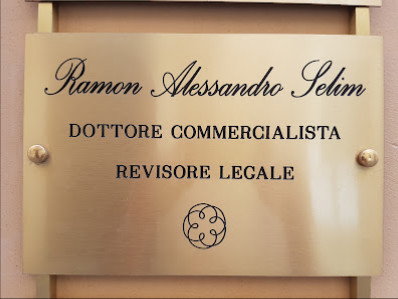 Ramon Alessandro Selim
DOTTORE COMMERCIALISTA
REVISORE LEGALE